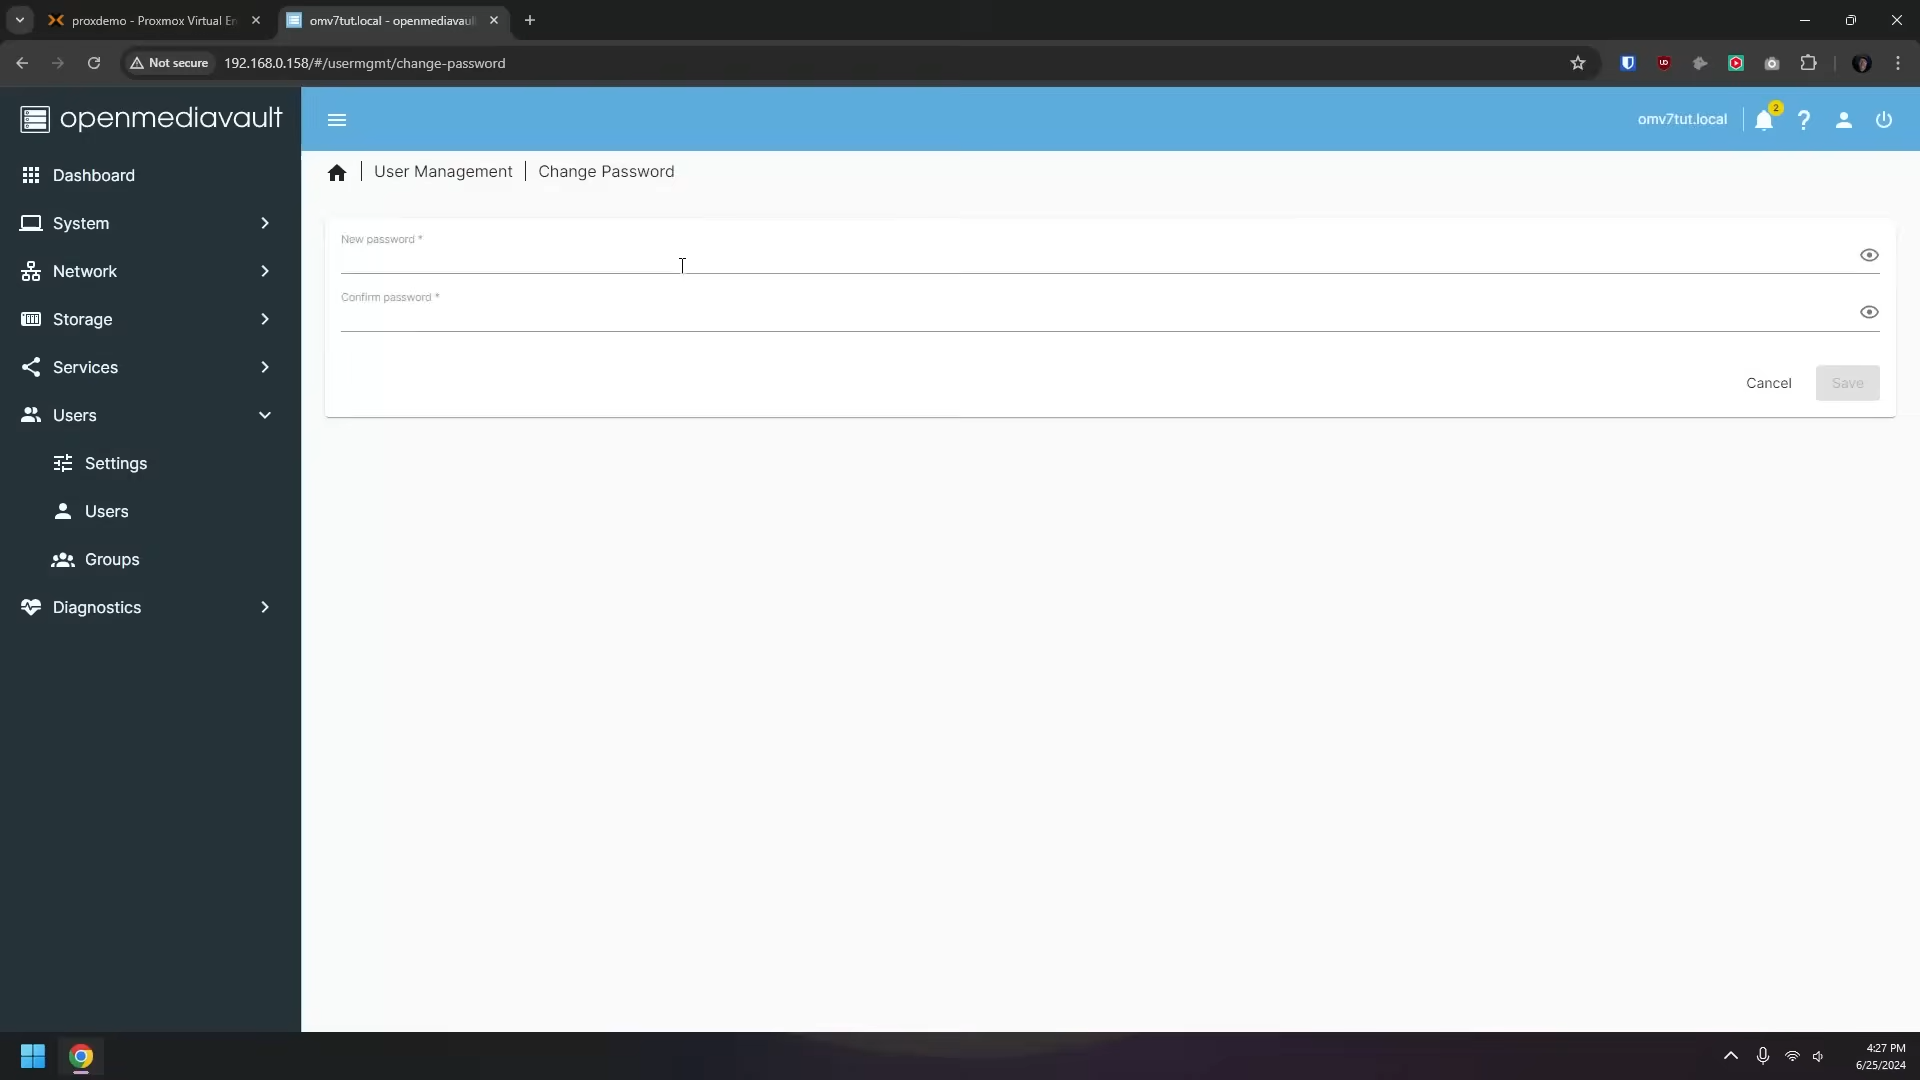 proxdemo - Proxmox Virtual En
omv7tut.local - openmediavaul
Not secure
192.168.0.158/#/usermgmt/change-password
openmediavault
omv7tut.local
2
User Management
Change Password
Dashboard
System
Network
Storage
Services
Users
Settings
Users
Groups
Diagnostics
New password *
Confirm password *
Cancel
Save
4:27 PM
6/25/2024